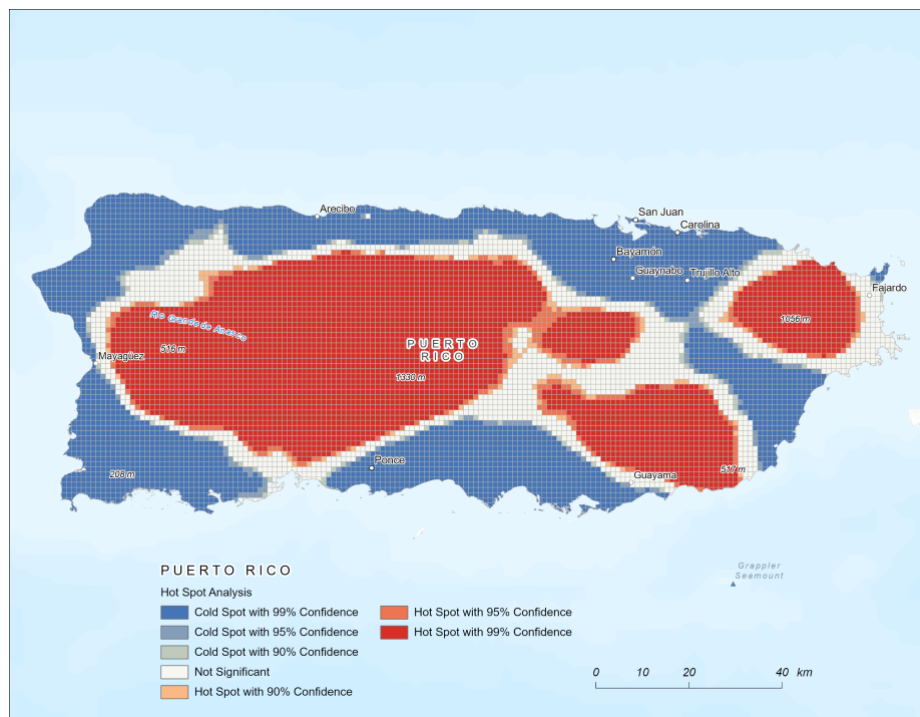 Arecibo
San Juan
Carolina
Bayamón
Guaynabo
Trujillo Alto
Fajardo
1056 m
Rio Grande de Anasco
516 m
Mayagüez
PUERTO
RICO
1330 m
Ponce
208 m
Guayama
517 m
Grappler
Seamount
PUERTO RICO
Hot Spot Analysis
Cold Spot with 99% Confidence
Cold Spot with 95% Confidence
Cold Spot with 90% Confidence
Not Significant
Hot Spot with 90% Confidence
Hot Spot with 95% Confidence
Hot Spot with 99% Confidence
0 10 20 40 km